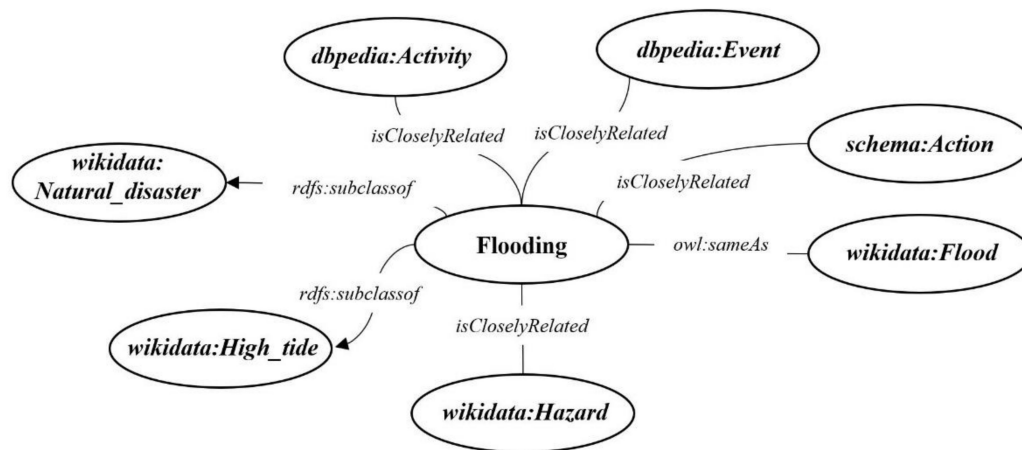 dbpedia:Activity
dbpedia:Event
isCloselyRelated
isCloselyRelated
schema:Action
wikidata:
Natural_disaster
rdfs:subclassof
isCloselyRelated
Flooding
owl:sameAs
wikidata:Flood
rdfs:subclassof
isCloselyRelated
wikidata:High_tide
wikidata:Hazard